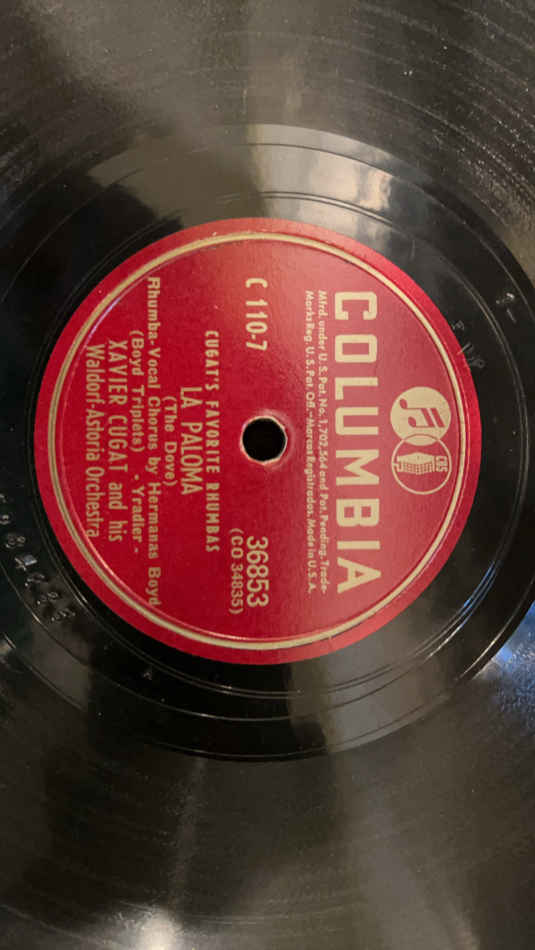 COLUMBIA
CBS
Mfrd. under U. S. Pat. No. 1,702,564 and Pat. Pending. Trade-
Marks Reg. U. S. Pat. Off.–Marcas Registradas. Made in U.S.A.
C 110-7
36853
(CO 34835)
CUGAT'S FAVORITE RHUMBAS
LA PALOMA
(The Dove)
- Yradier -
Rhumba-Vocal Chorus by Hermanas Boyd
(Boyd Triplets)
XAVIER CUGAT and his
Waldorf-Astoria Orchestra